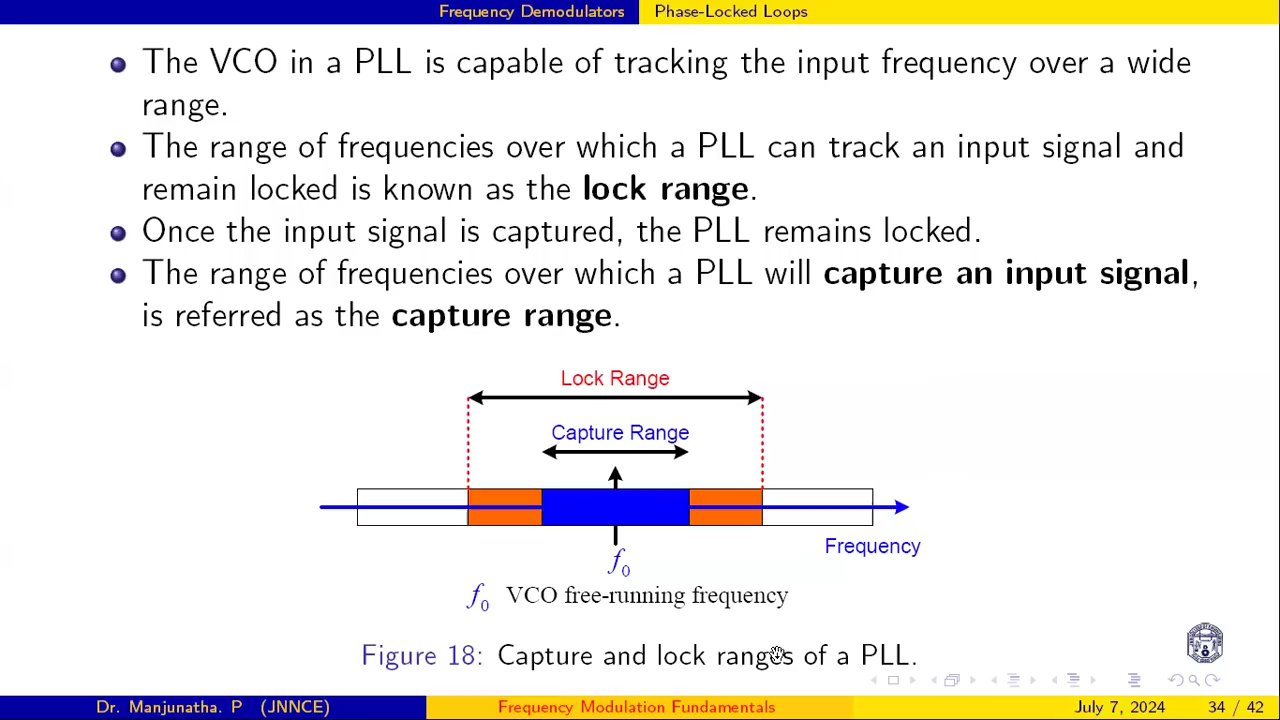 Frequency Demodulators Phase-Locked Loops
The VCO in a PLL is capable of tracking the input frequency over a wide
range.
The range of frequencies over which a PLL can track an input signal and
remain locked is known as the lock range.
Once the input signal is captured, the PLL remains locked.
The range of frequencies over which a PLL will capture an input signal,
is referred as the capture range.
Lock Range
Capture Range
Frequency
f0
f0 VCO free-running frequency
Figure 18: Capture and lock ranges of a PLL.
Dr. Manjunatha. P (JNNCE) Frequency Modulation Fundamentals July 7, 2024 34 / 42